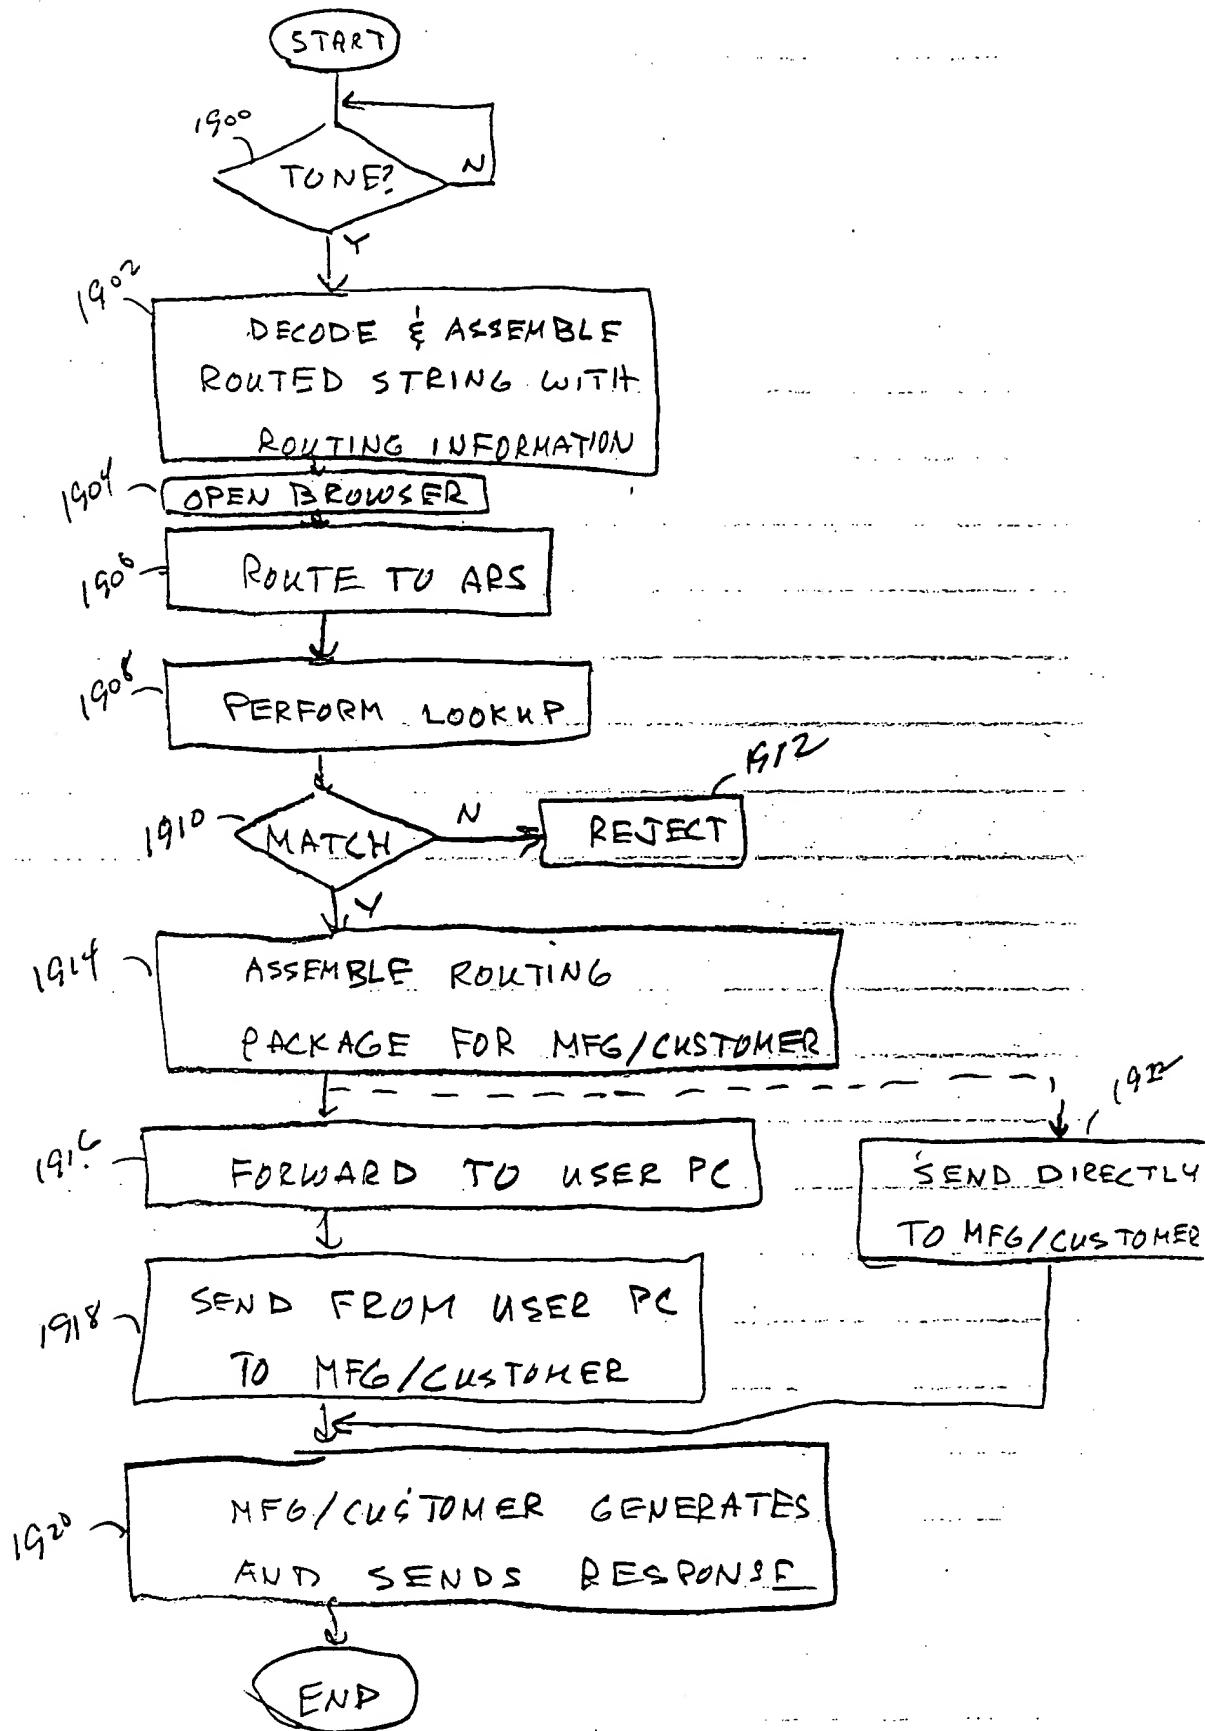 START
1900
TONE?
N
Y
1902
DECODE & ASSEMBLE
ROUTED STRING WITH
ROUTING INFORMATION
1904
OPEN BROWSER
1906
ROUTE TO ARS
1908
PERFORM LOOKUP
1912
1910
MATCH
N
REJECT
Y
1914
ASSEMBLE ROUTING
PACKAGE FOR MFG/CUSTOMER
1922
1916
FORWARD TO USER PC
SEND DIRECTLY
TO MFG/CUSTOMER
1918
SEND FROM USER PC
TO MFG/CUSTOMER
1920
MFG/CUSTOMER GENERATES
AND SENDS RESPONSE
END